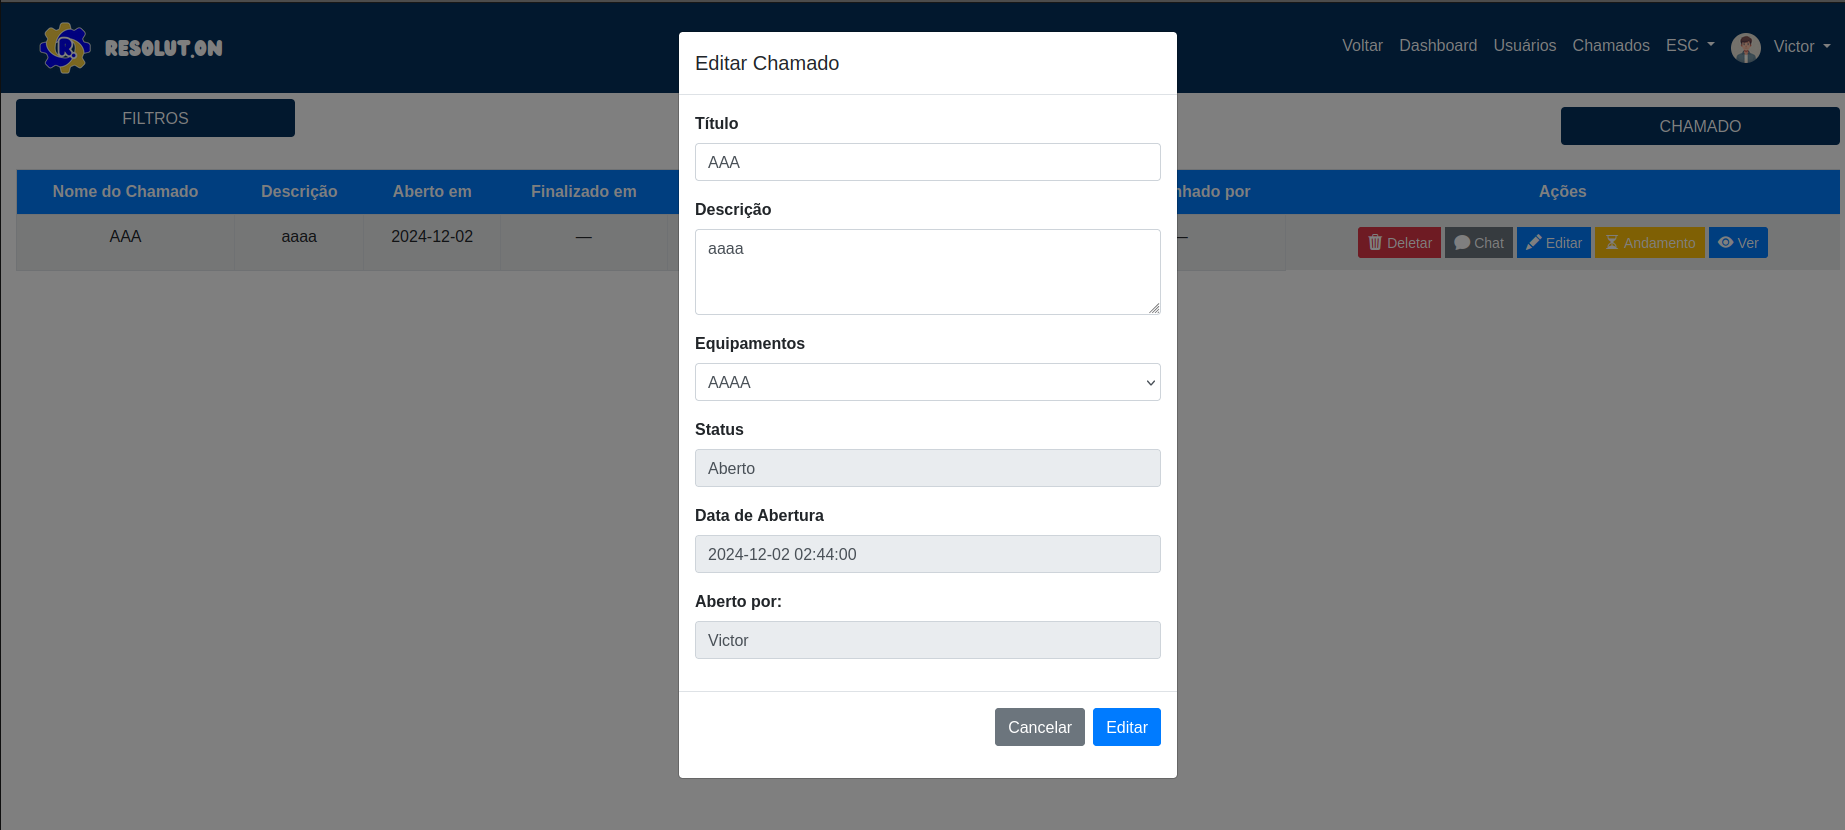 RESOLUT.ON
Voltar Dashboard Usuários Chamados ESC Victor
FILTROS
CHAMADO
Nome do Chamado Descrição Aberto em Finalizado em nhado por Ações
AAA aaaa 2024-12-02 — — Deletar Chat Editar Andamento Ver
Editar Chamado
Título
AAA
Descrição
aaaa
Equipamentos
AAAA
Status
Aberto
Data de Abertura
2024-12-02 02:44:00
Aberto por:
Victor
Cancelar Editar